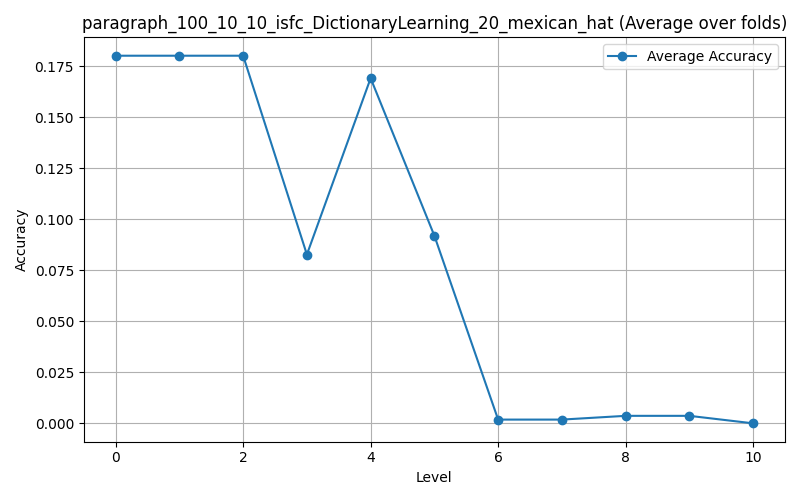 paragraph_100_10_10_isfc_DictionaryLearning_20_mexican_hat (Average over folds)
Average Accuracy
Accuracy
0.175
0.150
0.125
0.100
0.075
0.050
0.025
0.000
0 2 4 6 8 10
Level